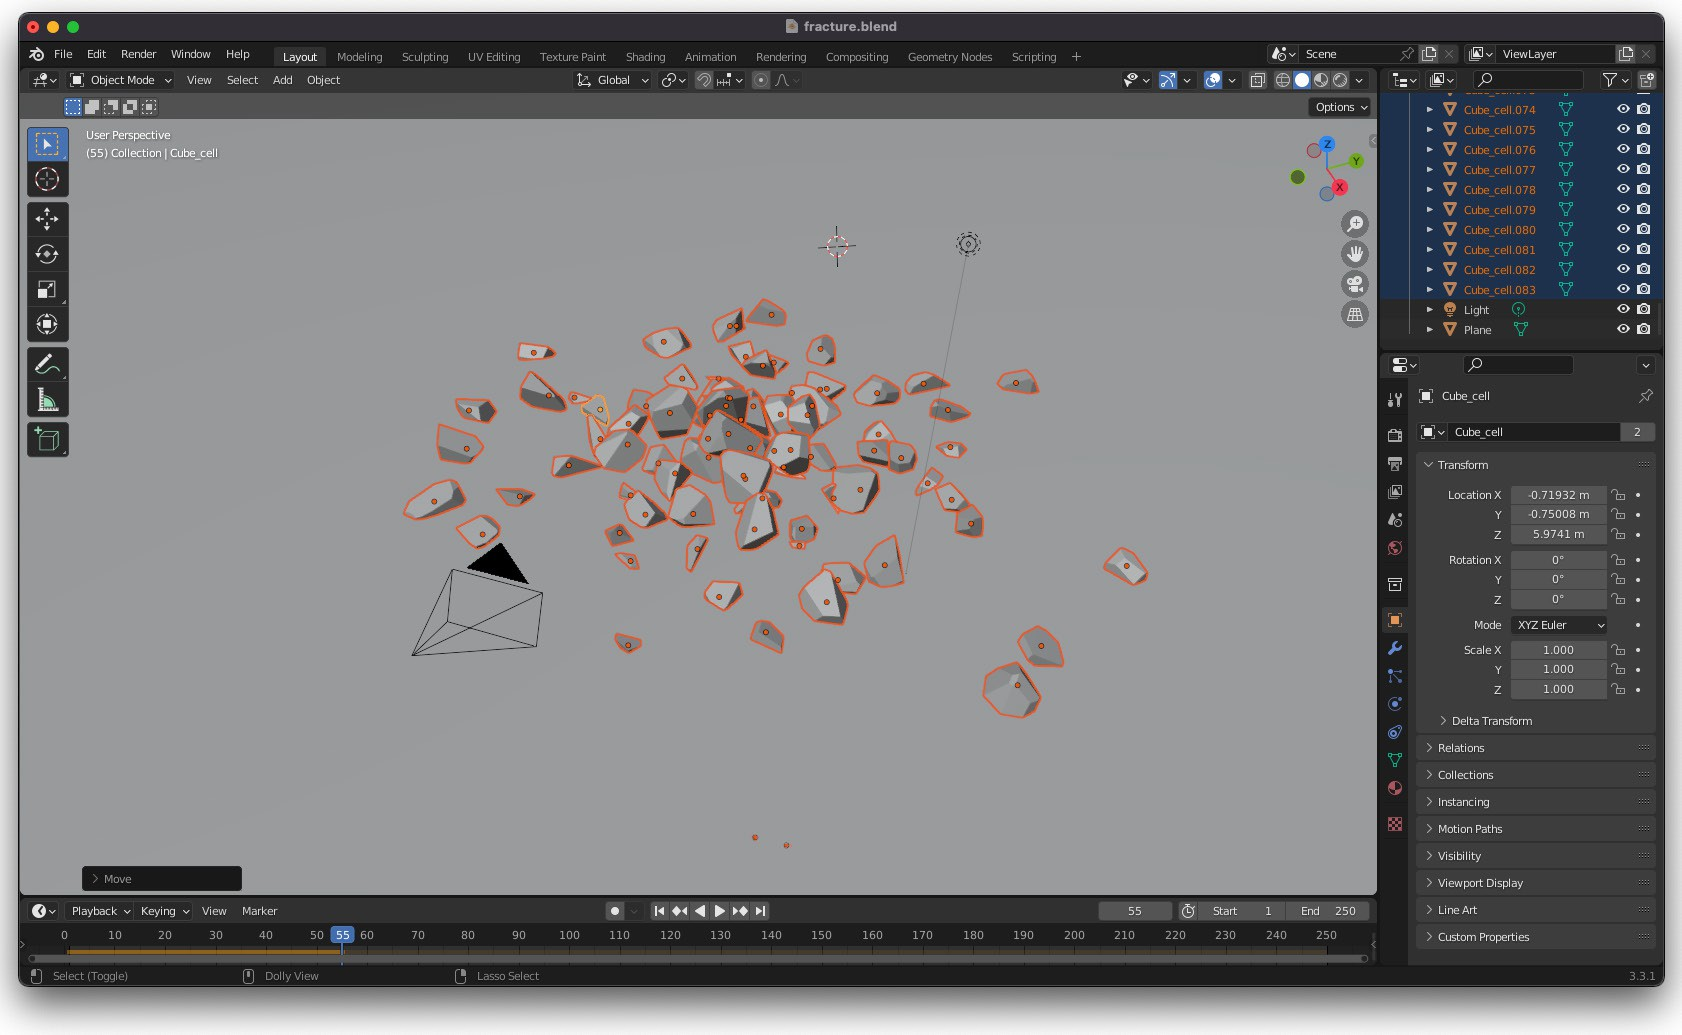 fracture.blend
File Edit Render Window Help Layout Modeling Sculpting UV Editing Texture Paint Shading Animation Rendering Compositing Geometry Nodes Scripting + Scene ViewLayer
Object Mode View Select Add Object Global
Options
User Perspective
(55) Collection | Cube_cell
Z
Y
X
Cube_cell.074
Cube_cell.075
Cube_cell.076
Cube_cell.077
Cube_cell.078
Cube_cell.079
Cube_cell.080
Cube_cell.081
Cube_cell.082
Cube_cell.083
Light
Plane
Cube_cell
Cube_cell 2
Transform
Location X -0.71932 m
Y -0.75008 m
Z 5.9741 m
Rotation X 0°
Y 0°
Z 0°
Mode XYZ Euler
Scale X 1.000
Y 1.000
Z 1.000
Delta Transform
Relations
Collections
Instancing
Motion Paths
Visibility
Viewport Display
Line Art
Custom Properties
Move
Playback Keying View Marker 55 Start 1 End 250
0 10 20 30 40 50 55 60 70 80 90 100 110 120 130 140 150 160 170 180 190 200 210 220 230 240 250
Select (Toggle) Dolly View Lasso Select 3.3.1